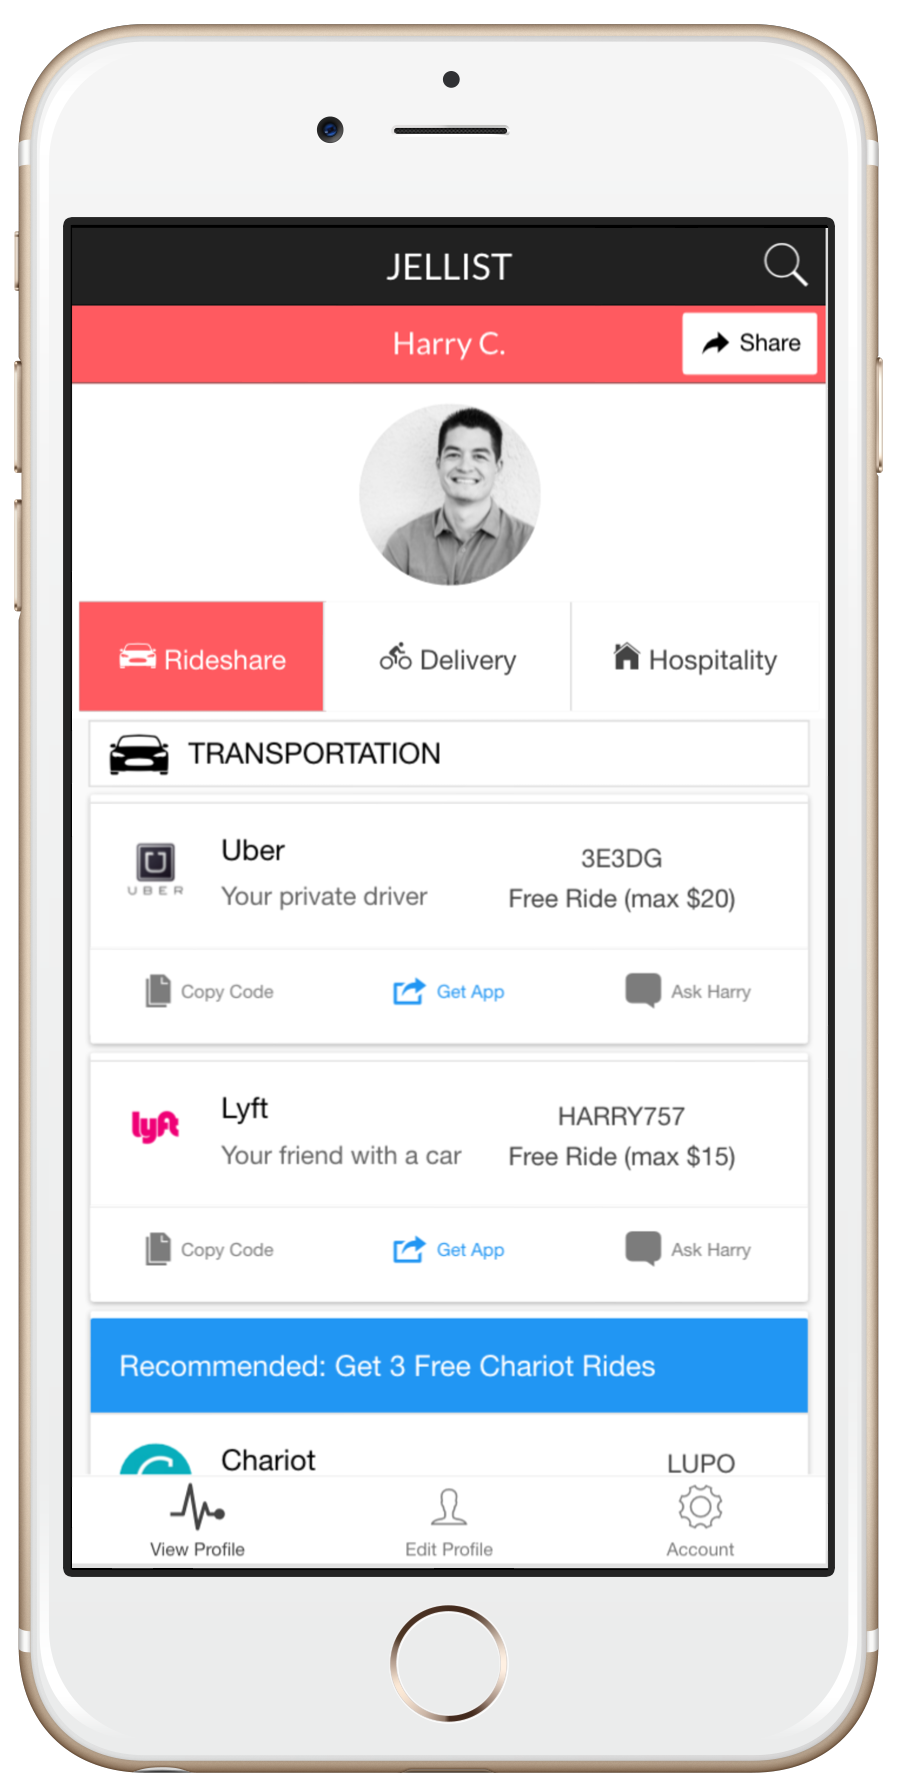 JELLIST
Harry C.
Share
Rideshare
Delivery
Hospitality
TRANSPORTATION
UBER
Uber
Your private driver
3E3DG
Free Ride (max $20)
Copy Code
Get App
Ask Harry
lyft
Lyft
Your friend with a car
HARRY757
Free Ride (max $15)
Copy Code
Get App
Ask Harry
Recommended: Get 3 Free Chariot Rides
Chariot
LUPO
View Profile
Edit Profile
Account